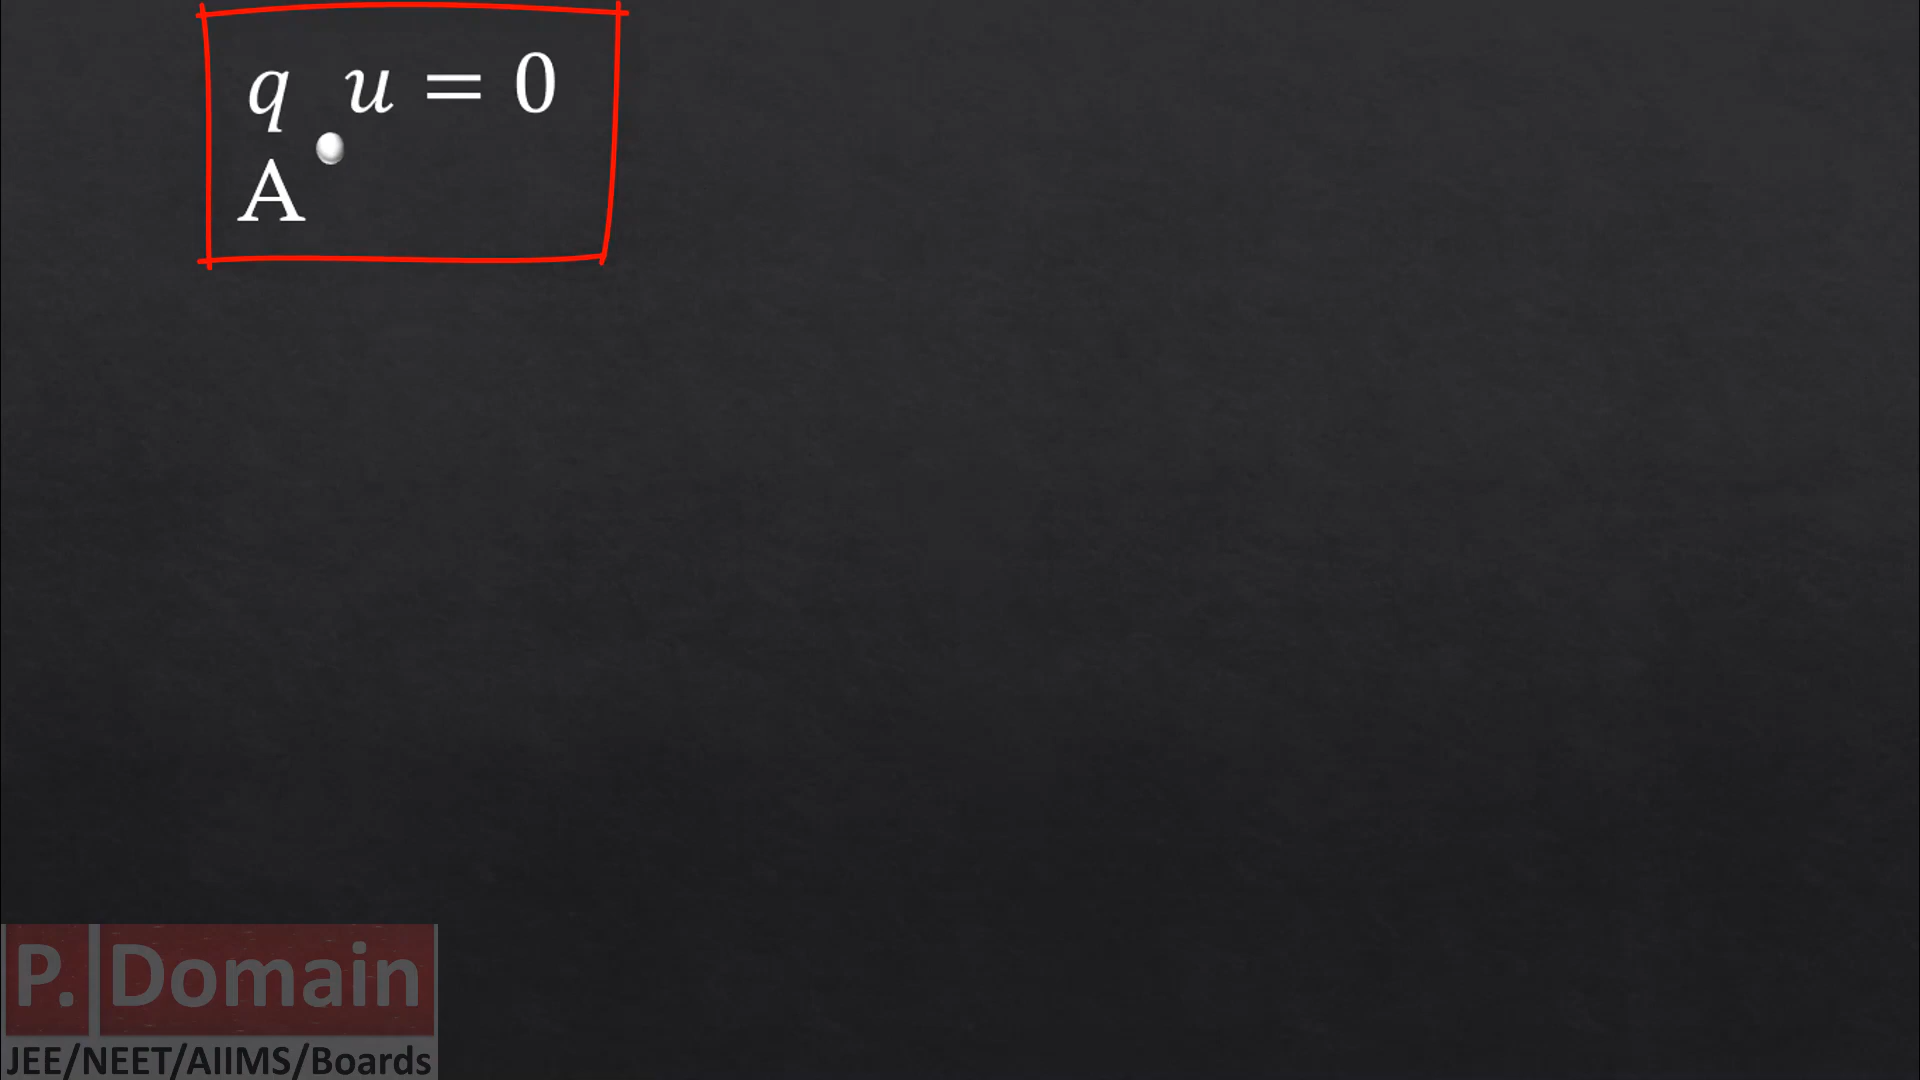 q u = 0
A
P. Domain
JEE/NEET/AIIMS/Boards